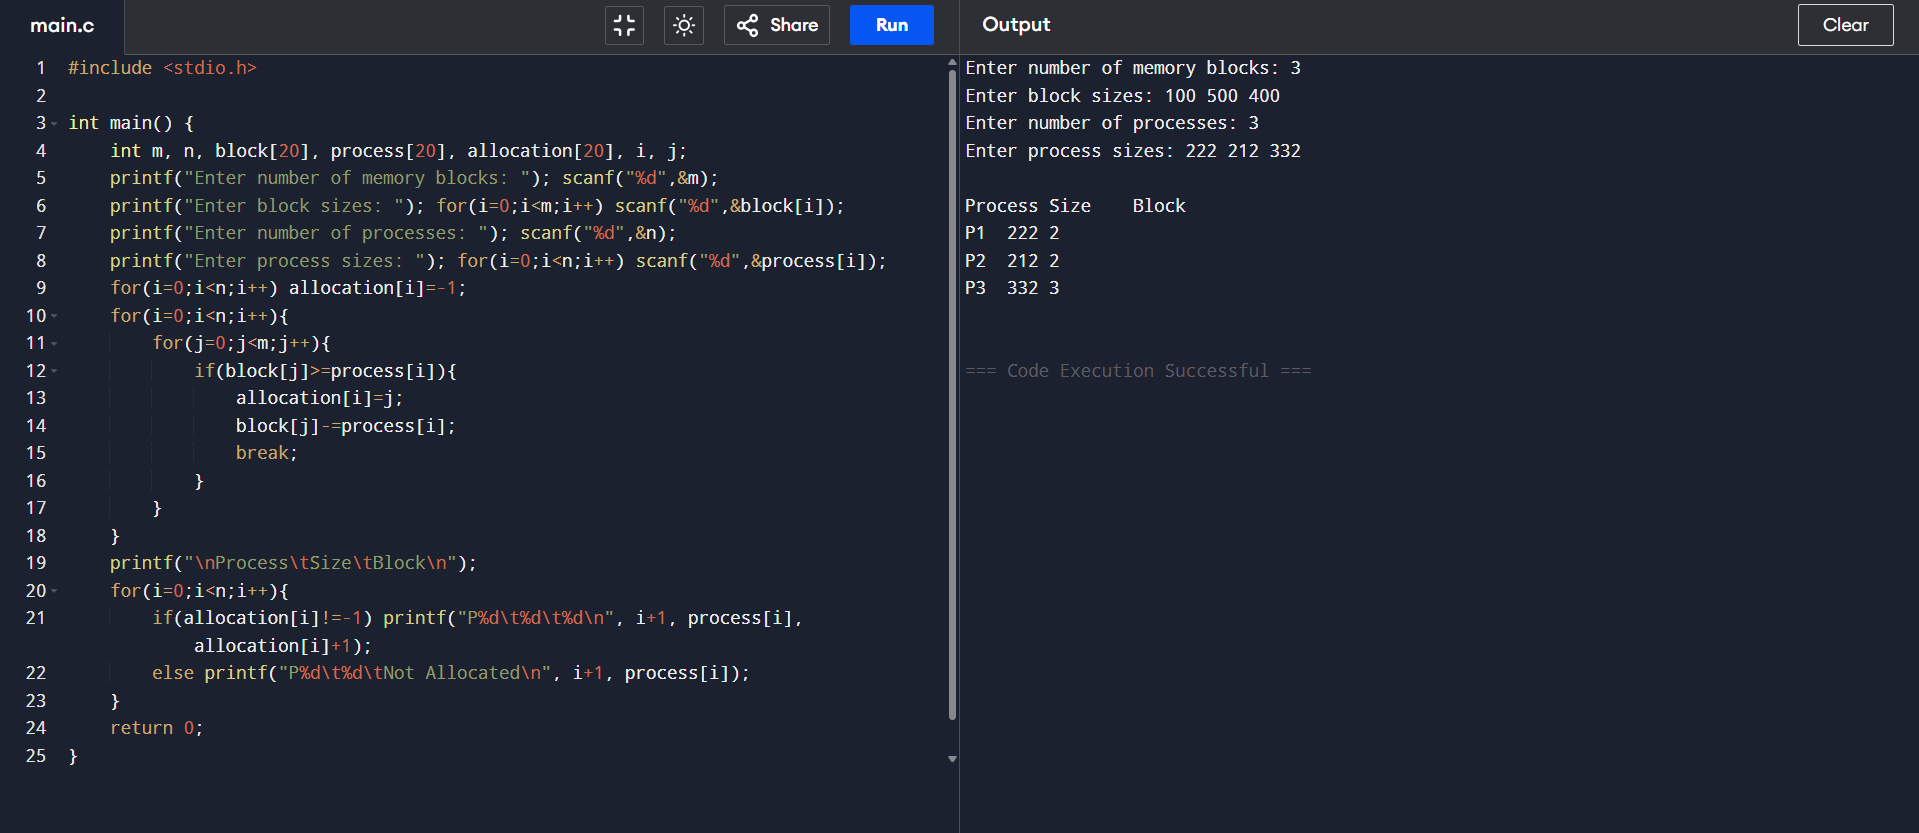 main.c
Share
Run
Output
Clear
1 #include <stdio.h>
2
3 int main() {
4     int m, n, block[20], process[20], allocation[20], i, j;
5     printf("Enter number of memory blocks: "); scanf("%d",&m);
6     printf("Enter block sizes: "); for(i=0;i<m;i++) scanf("%d",&block[i]);
7     printf("Enter number of processes: "); scanf("%d",&n);
8     printf("Enter process sizes: "); for(i=0;i<n;i++) scanf("%d",&process[i]);
9     for(i=0;i<n;i++) allocation[i]=-1;
10     for(i=0;i<n;i++){
11         for(j=0;j<m;j++){
12             if(block[j]>=process[i]){
13                 allocation[i]=j;
14                 block[j]-=process[i];
15                 break;
16             }
17         }
18     }
19     printf("\nProcess\tSize\tBlock\n");
20     for(i=0;i<n;i++){
21         if(allocation[i]!=-1) printf("P%d\t%d\t%d\n", i+1, process[i],
            allocation[i]+1);
22         else printf("P%d\t%d\tNot Allocated\n", i+1, process[i]);
23     }
24     return 0;
25 }
Enter number of memory blocks: 3
Enter block sizes: 100 500 400
Enter number of processes: 3
Enter process sizes: 222 212 332
Process Size    Block
P1  222 2
P2  212 2
P3  332 3
=== Code Execution Successful ===